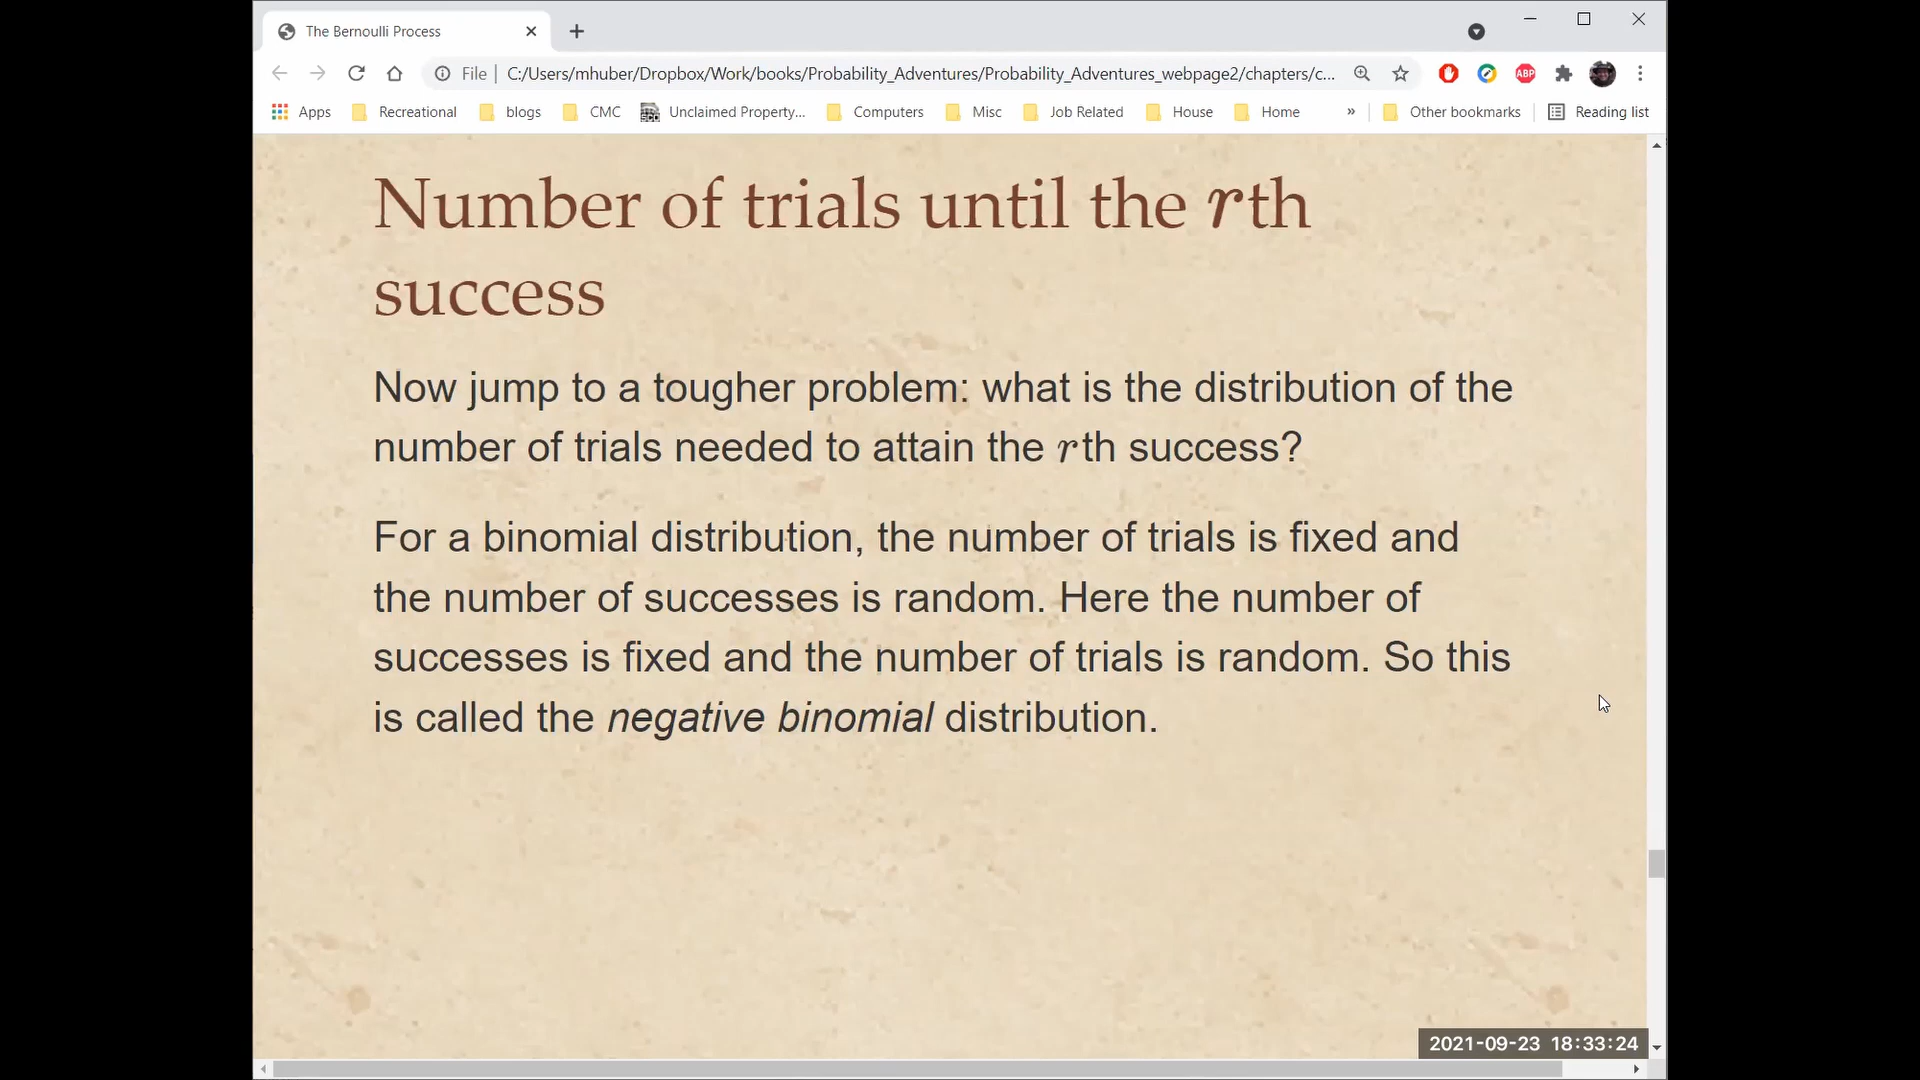 The Bernoulli Process
File
C:/Users/mhuber/Dropbox/Work/books/Probability_Adventures/Probability_Adventures_webpage2/chapters/c...
ABP
Apps
Recreational
blogs
CMC
Unclaimed Property...
Computers
Misc
Job Related
House
Home
»
Other bookmarks
Reading list
Number of trials until the rth
success
Now jump to a tougher problem: what is the distribution of the
number of trials needed to attain the rth success?
For a binomial distribution, the number of trials is fixed and
the number of successes is random. Here the number of
successes is fixed and the number of trials is random. So this
is called the negative binomial distribution.
2021-09-23 18:33:24